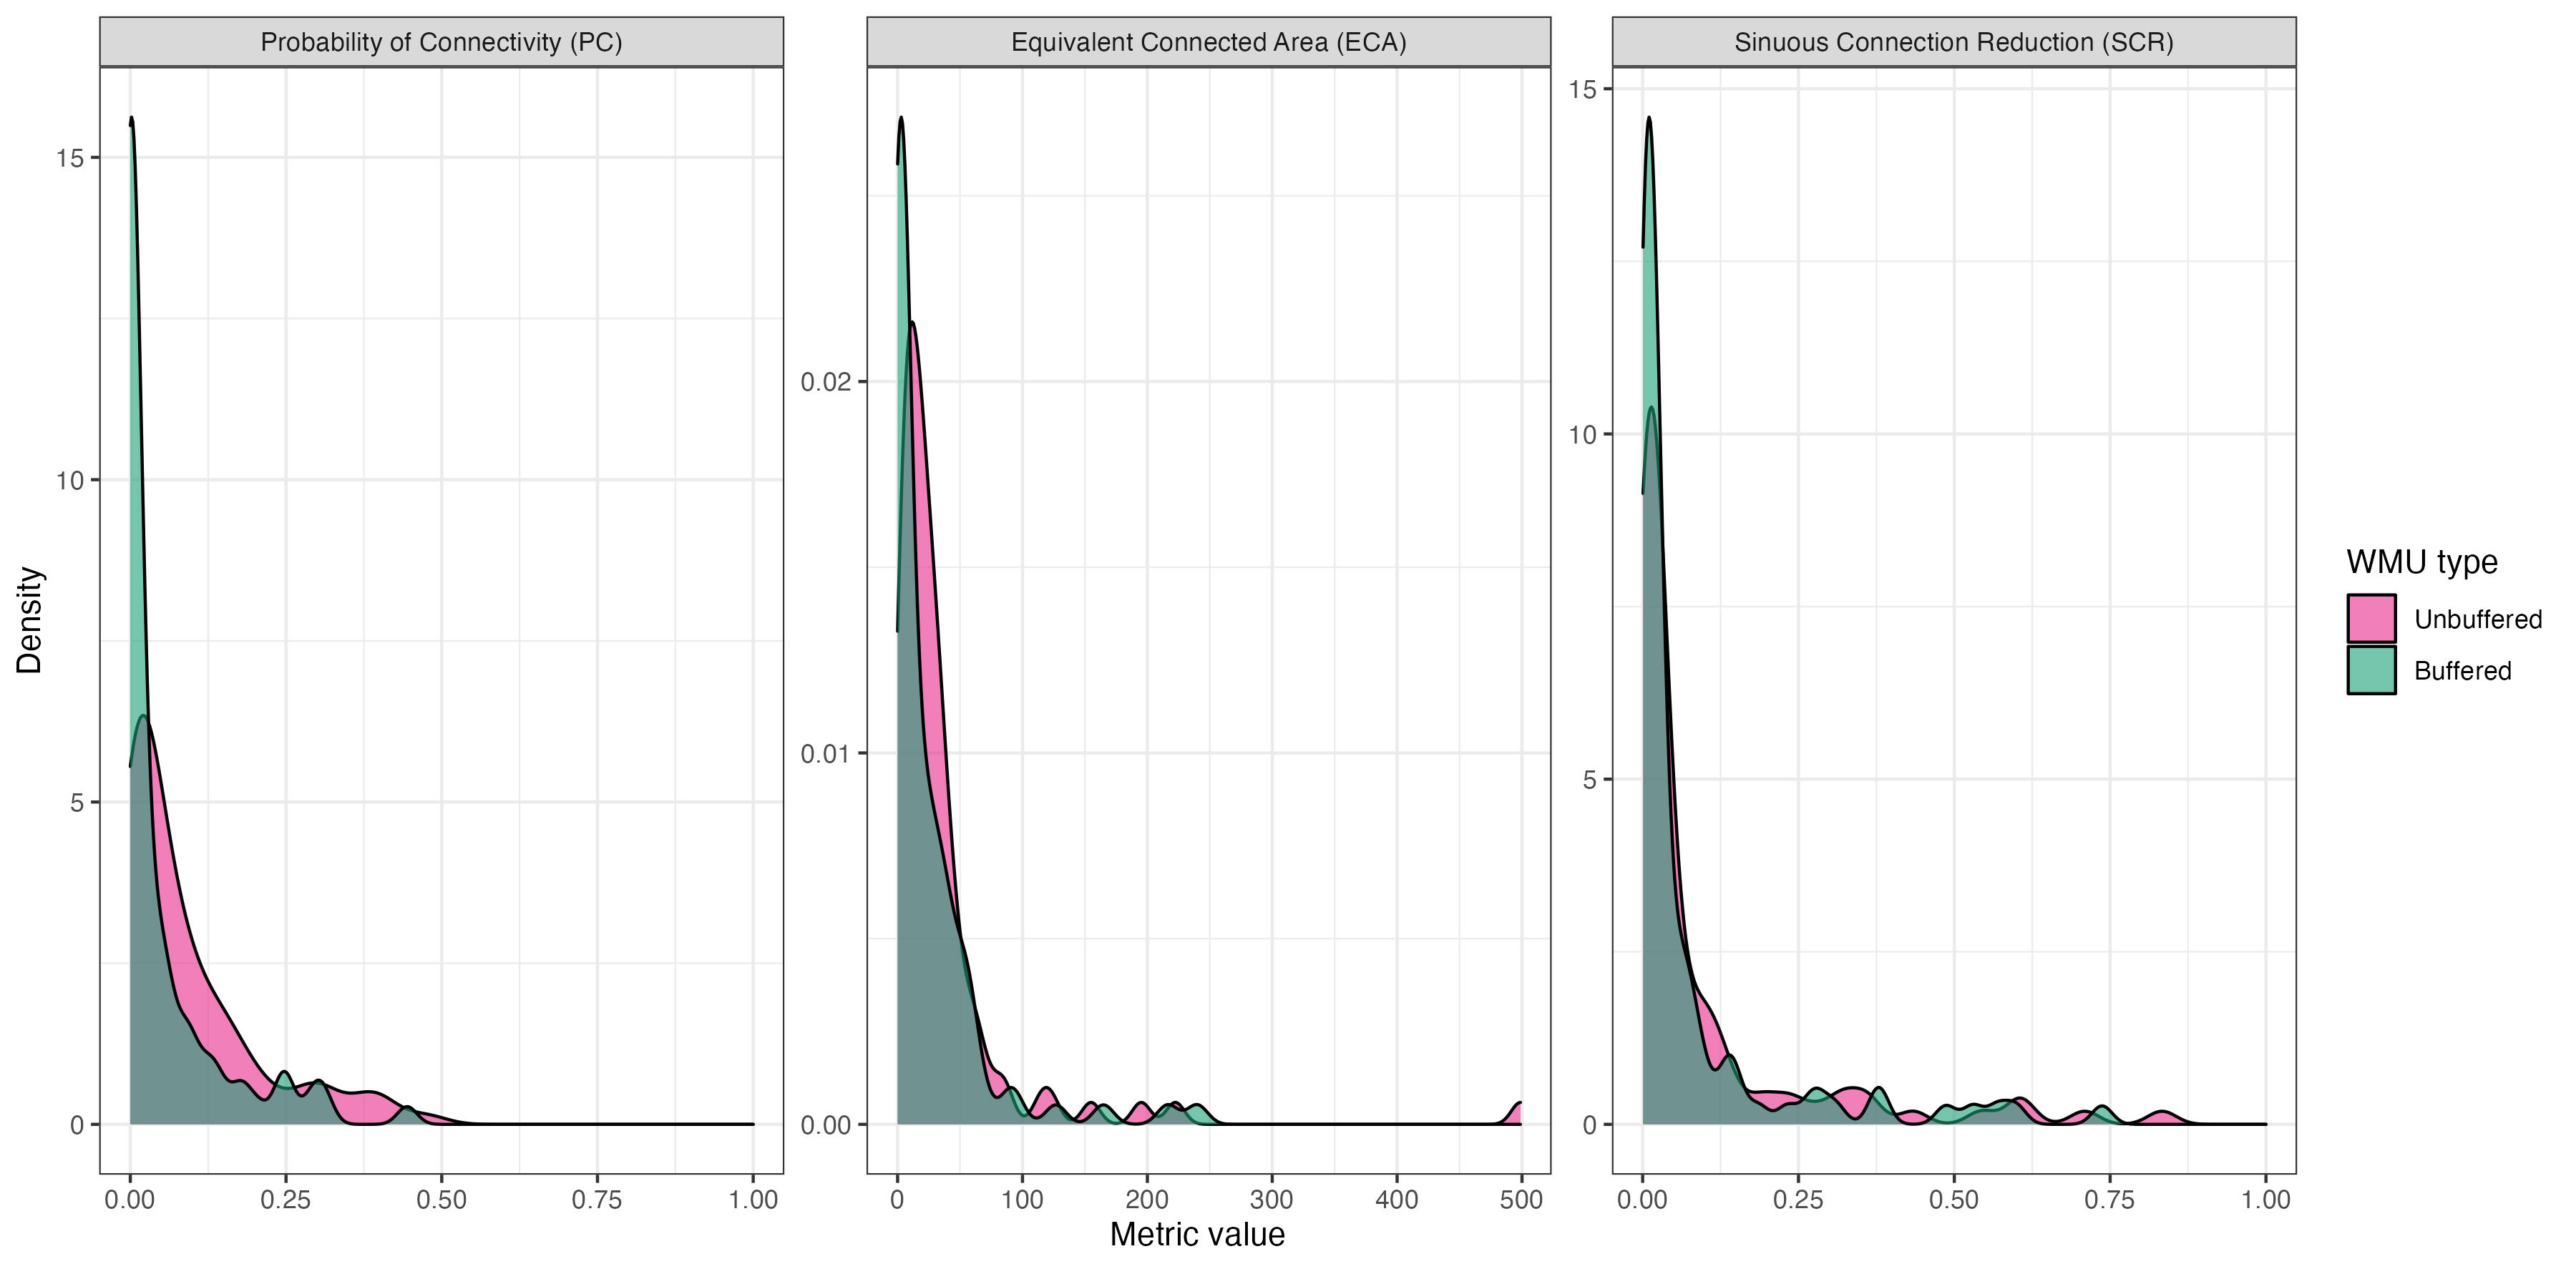 Probability of Connectivity (PC)
Equivalent Connected Area (ECA)
Sinuous Connection Reduction (SCR)
Density
15
10
5
0
0.02
0.01
0.00
15
10
5
0
0.00 0.25 0.50 0.75 1.00
0 100 200 300 400 500
0.00 0.25 0.50 0.75 1.00
Metric value
WMU type
Unbuffered
Buffered